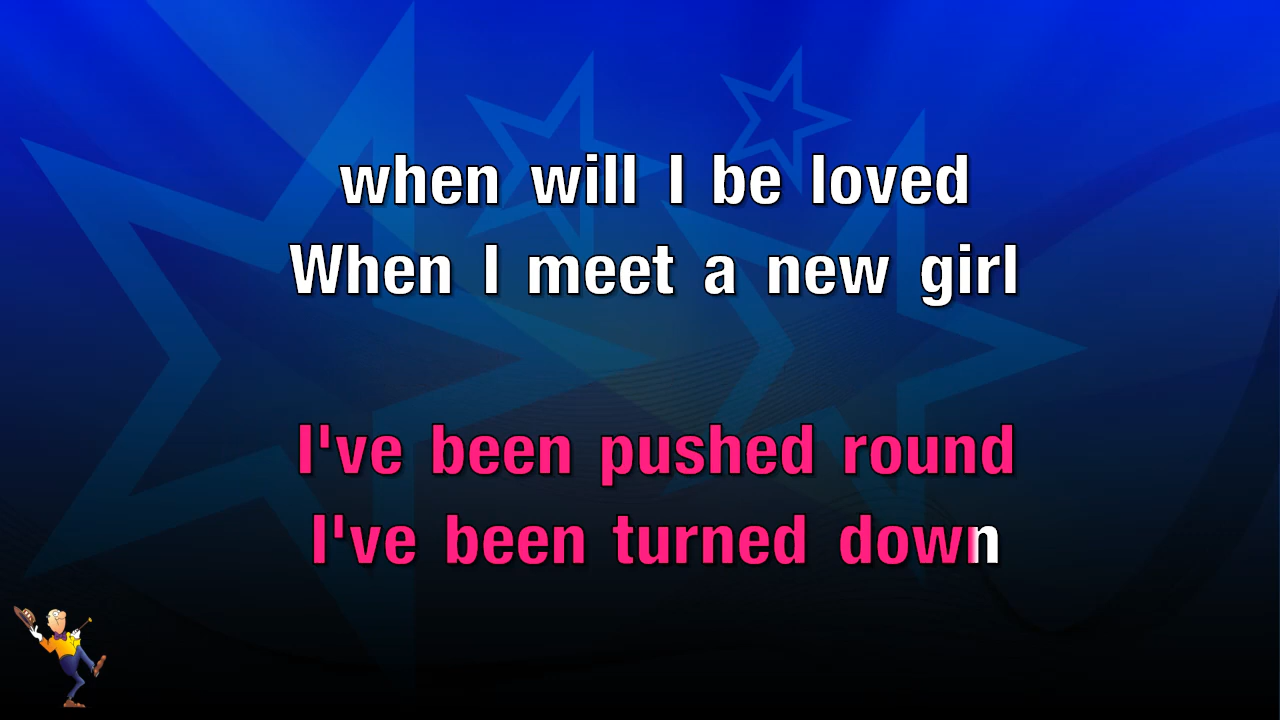 when will I be loved
When I meet a new girl
I've been pushed round
I've been turned down